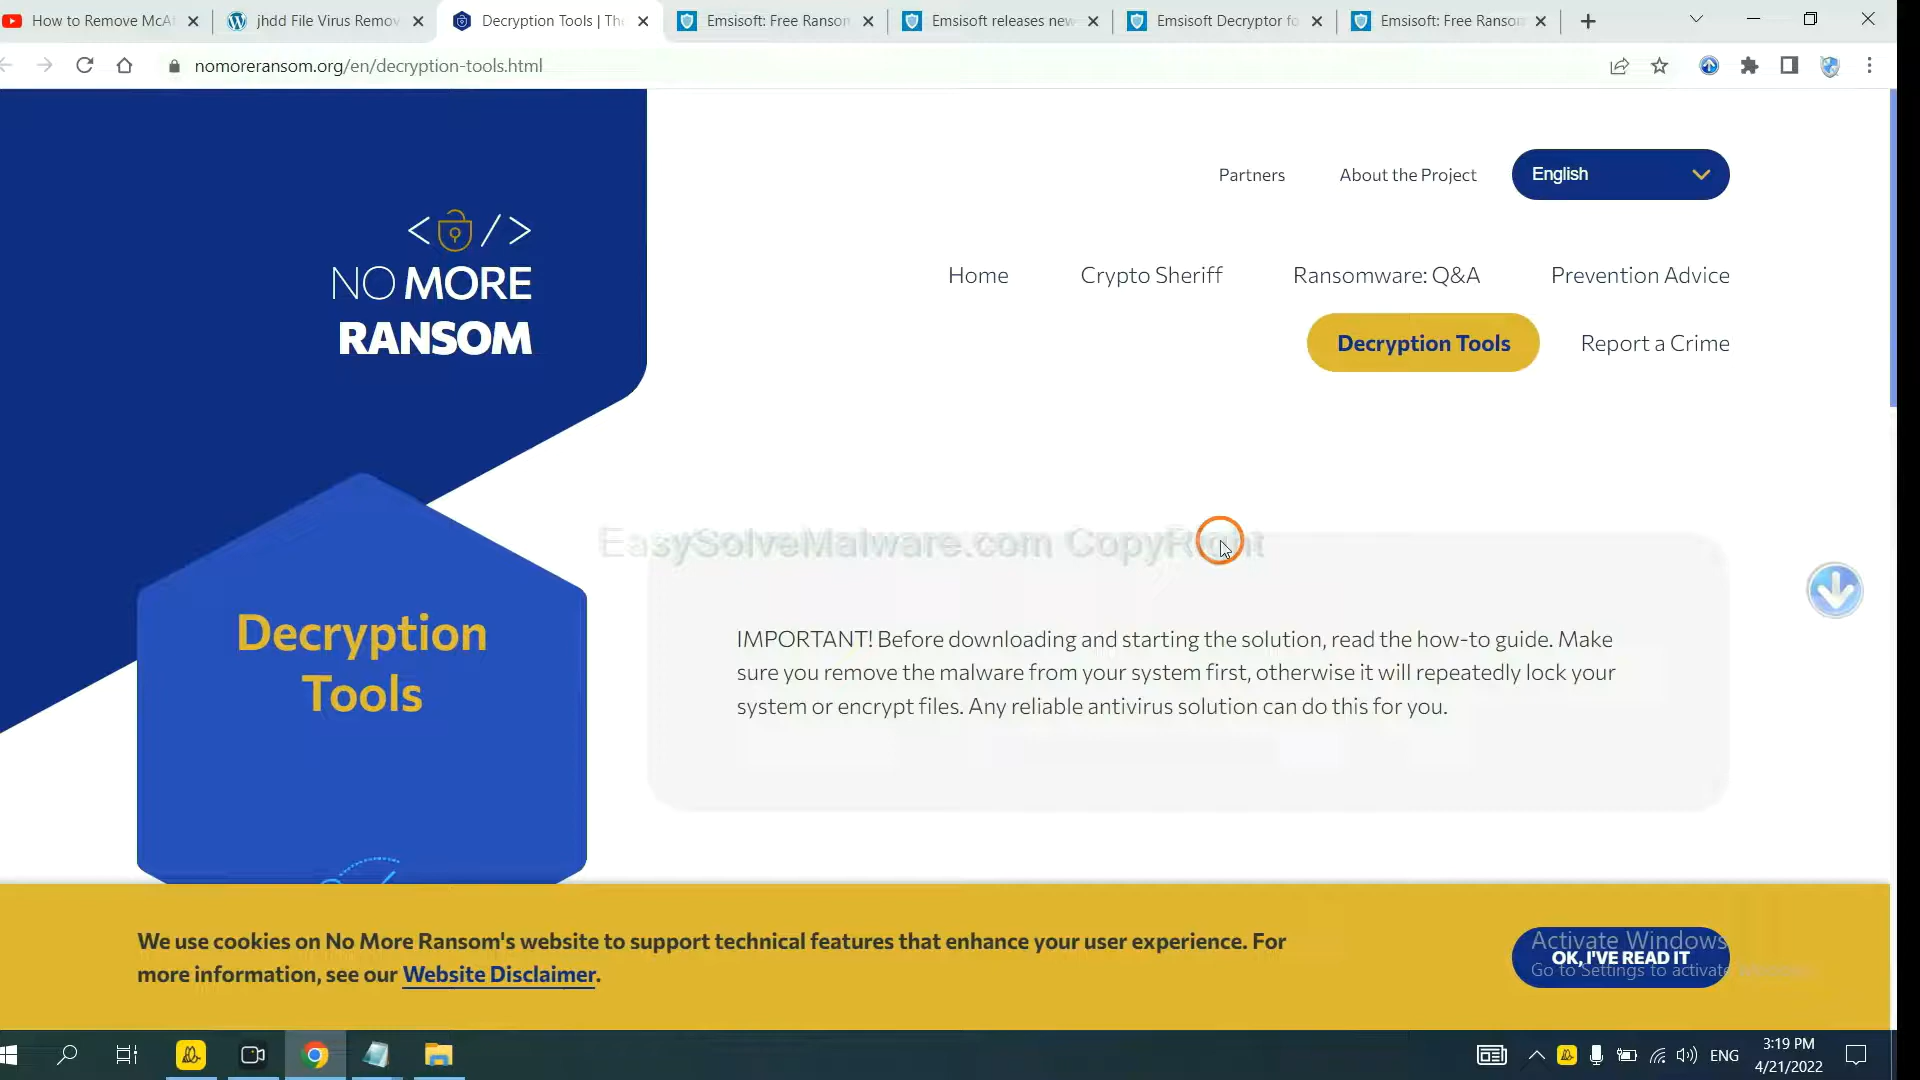 How to Remove McAf
jhdd File Virus Remov
Decryption Tools | The
Emsisoft: Free Ransom
Emsisoft releases new
Emsisoft Decryptor fo
Emsisoft: Free Ransom
nomoreransom.org/en/decryption-tools.html
Partners
About the Project
English
< / >
NO MORE
RANSOM
Home
Crypto Sheriff
Ransomware: Q&A
Prevention Advice
Decryption Tools
Report a Crime
EasySolveMalware.com CopyRight
Decryption
Tools
IMPORTANT! Before downloading and starting the solution, read the how-to guide. Make
sure you remove the malware from your system first, otherwise it will repeatedly lock your
system or encrypt files. Any reliable antivirus solution can do this for you.
We use cookies on No More Ransom's website to support technical features that enhance your user experience. For
more information, see our Website Disclaimer.
Activate Windows
OK, I'VE READ IT
Go to Settings to activate
ENG
3:19 PM
4/21/2022